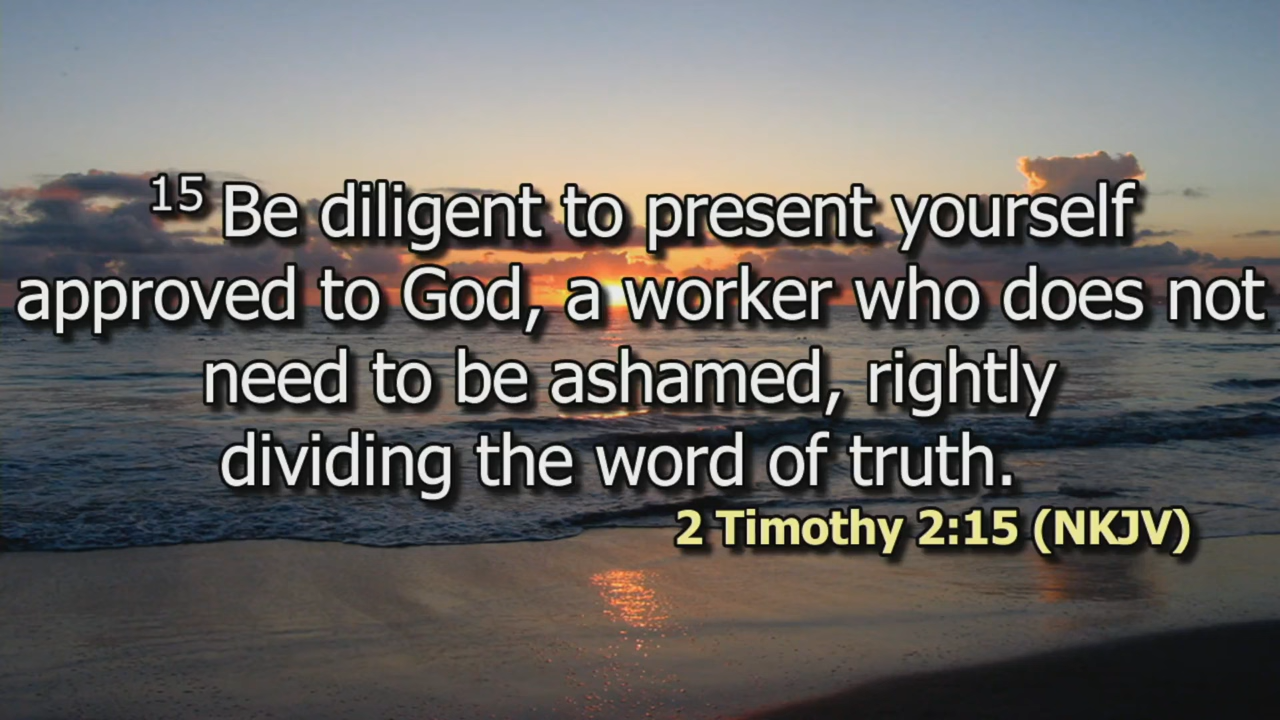 15 Be diligent to present yourself
approved to God, a worker who does not
need to be ashamed, rightly
dividing the word of truth.
2 Timothy 2:15 (NKJV)